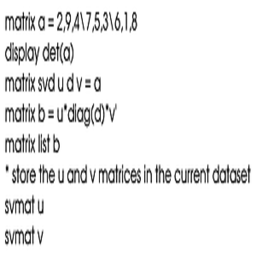 matrix a = 2,9,4\7,5,3\6,1,8
display det(a)
matrix svd u d v = a
matrix b = u*diag(d)*v'
matrix list b
* store the u and v matrices in the current dataset
svmat u
svmat v